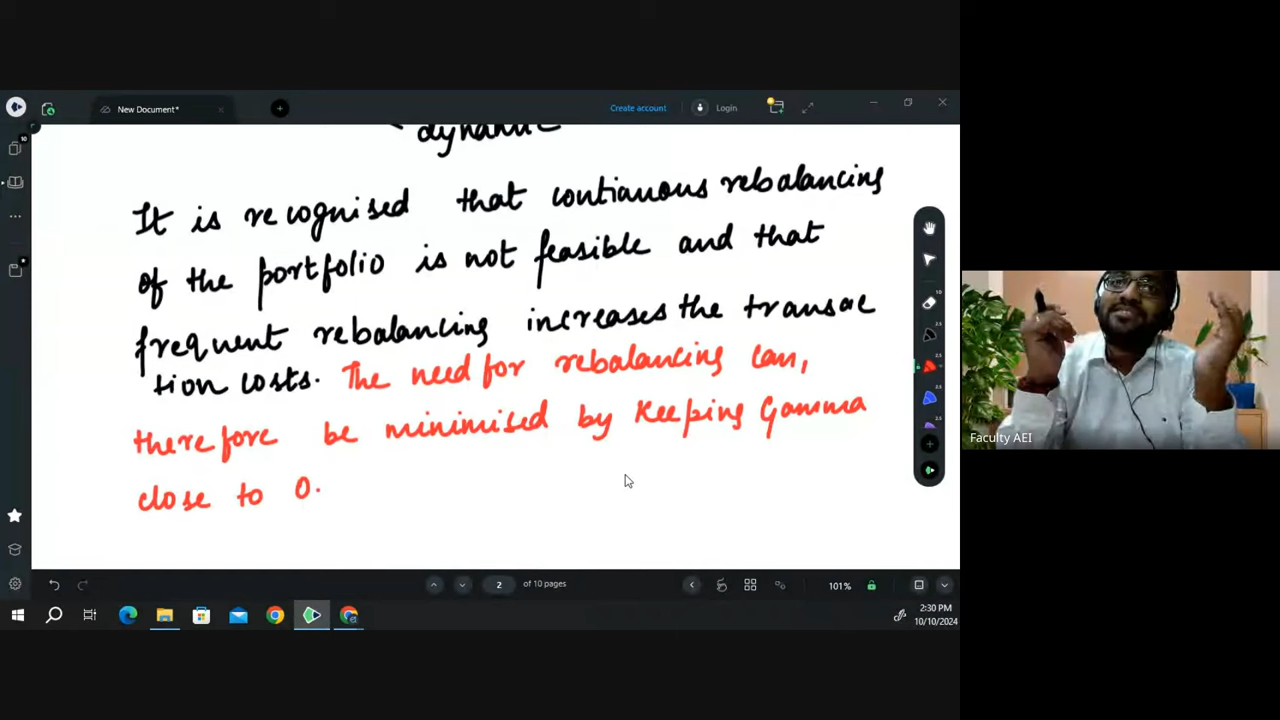 New Document*
Create account
Login
dynamic
It is recognised that contianuous rebalancing
of the portfolio is not feasible and that
frequent rebalancing increases the transac
tion costs. The need for rebalancing can,
therefore be minimised by keeping Gamma
close to 0.
Faculty AEI
2 of 10 pages
101%
2:30 PM
10/10/2024